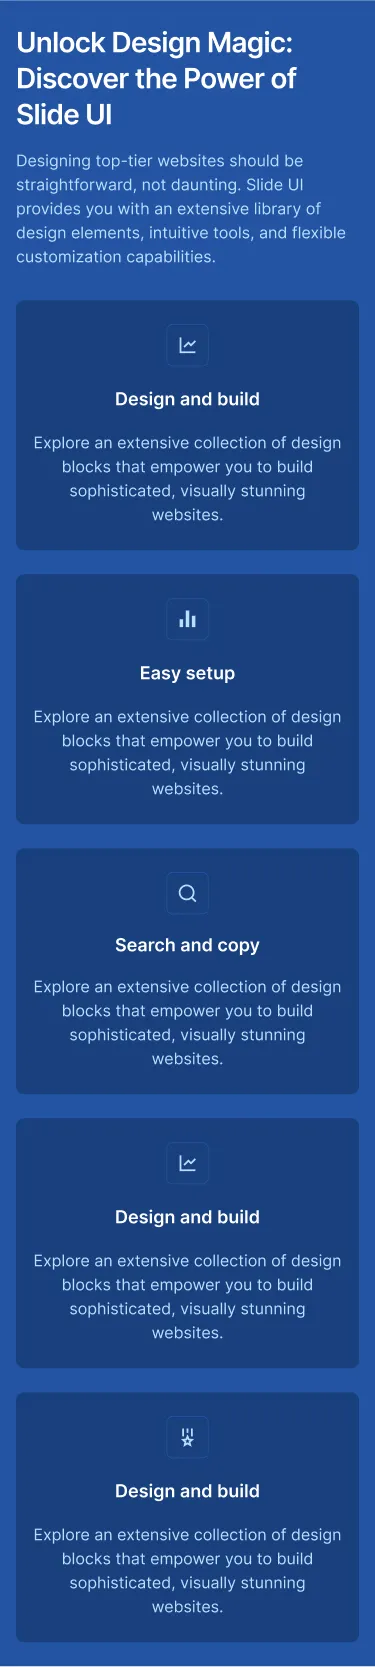 Unlock Design Magic:
Discover the Power of
Slide UI
Designing top-tier websites should be
straightforward, not daunting. Slide UI
provides you with an extensive library of
design elements, intuitive tools, and flexible
customization capabilities.
Design and build
Explore an extensive collection of design
blocks that empower you to build
sophisticated, visually stunning
websites.
Easy setup
Explore an extensive collection of design
blocks that empower you to build
sophisticated, visually stunning
websites.
Search and copy
Explore an extensive collection of design
blocks that empower you to build
sophisticated, visually stunning
websites.
Design and build
Explore an extensive collection of design
blocks that empower you to build
sophisticated, visually stunning
websites.
Design and build
Explore an extensive collection of design
blocks that empower you to build
sophisticated, visually stunning
websites.